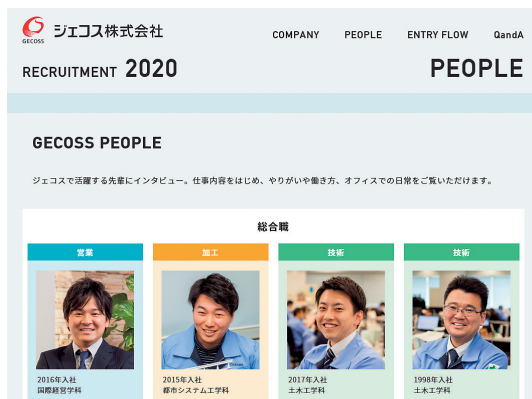 ジェコス株式会社
GECOSS
COMPANY PEOPLE ENTRY FLOW QandA
RECRUITMENT 2020
PEOPLE
GECOSS PEOPLE
ジェコスで活躍する先輩にインタビュー。仕事内容をはじめ、やりがいや働き方、オフィスでの日常をご覧いただけます。
総合職
営業
2016年入社
国際経営学科
加工
2015年入社
都市システム工学科
技術
2017年入社
土木工学科
技術
1998年入社
土木工学科